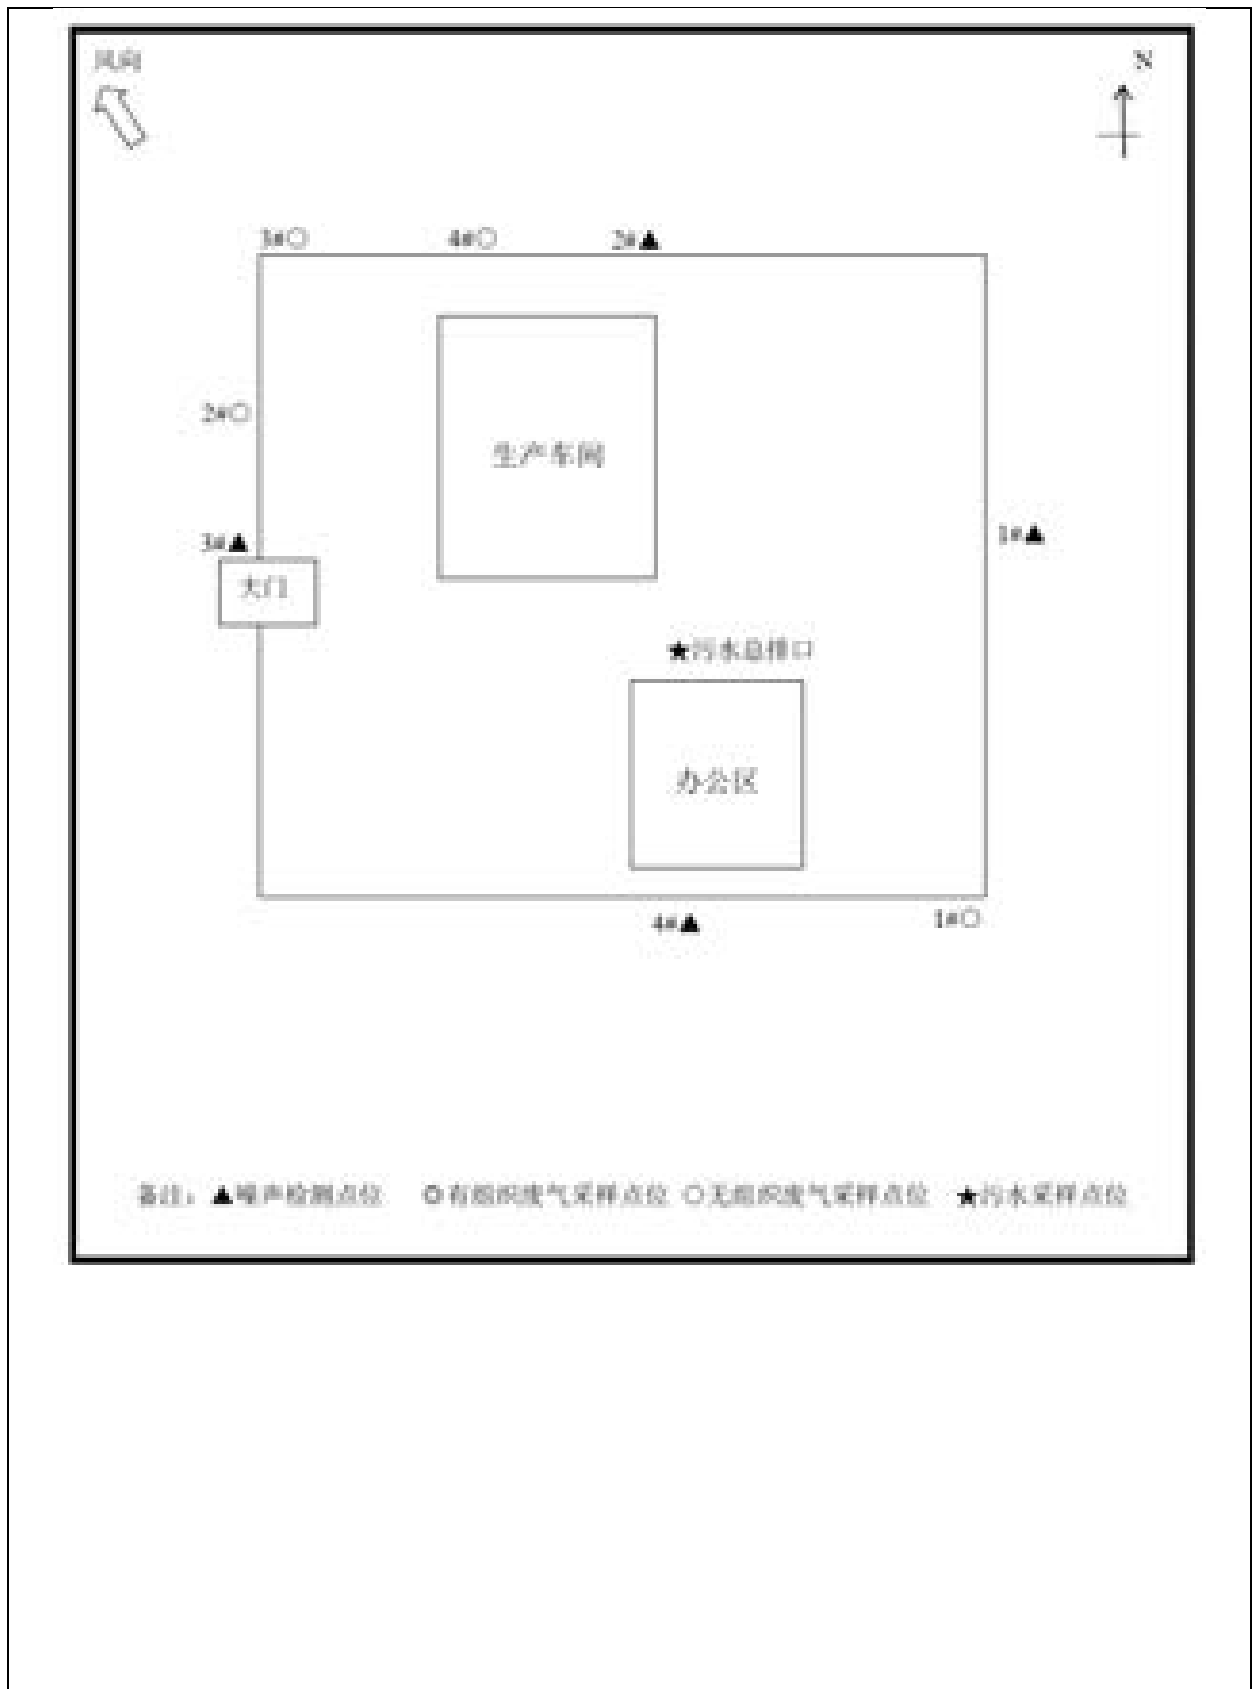 风向
N
3#○ 4#○ 2#▲
2#○
生产车间
3#▲
1#▲
大门
★污水总排口
办公区
4#▲
1#○
备注：▲噪声检测点位 ◎有组织废气采样点位 ○无组织废气采样点位 ★污水采样点位